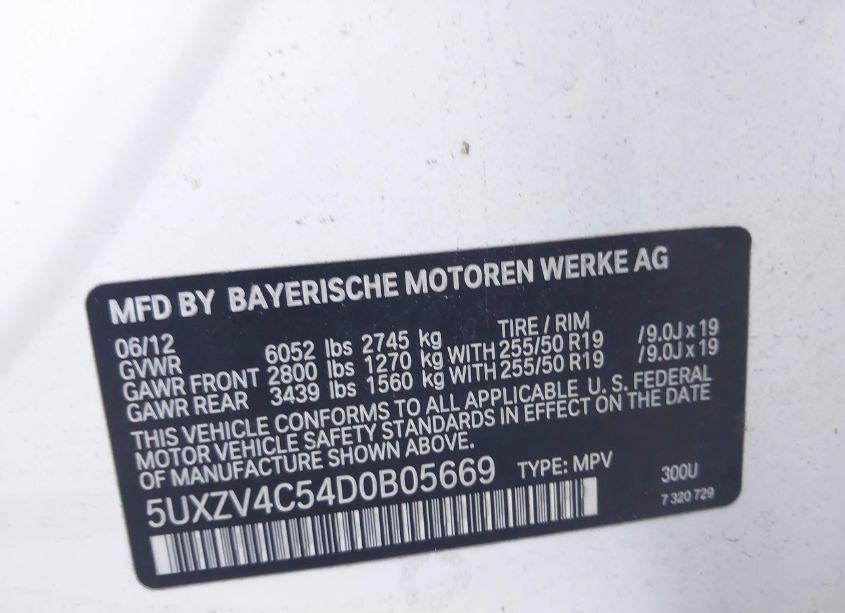 MFD BY BAYERISCHE MOTOREN WERKE AG
06/12 TIRE / RIM
GVWR 6052 lbs 2745 kg
GAWR FRONT 2800 lbs 1270 kg WITH 255/50 R19 /9.0J x 19
GAWR REAR 3439 lbs 1560 kg WITH 255/50 R19 /9.0J x 19
THIS VEHICLE CONFORMS TO ALL APPLICABLE U. S. FEDERAL
MOTOR VEHICLE SAFETY STANDARDS IN EFFECT ON THE DATE
OF MANUFACTURE SHOWN ABOVE.
5UXZV4C54D0B05669 TYPE: MPV 300U
7 320 729